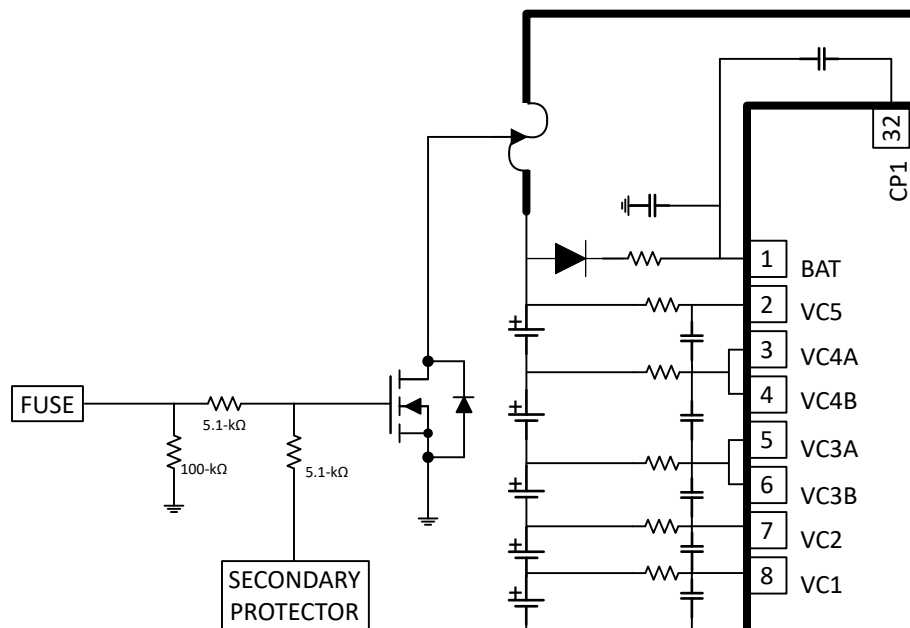 32
CP1
1 BAT
2 VC5
3 VC4A
4 VC4B
5 VC3A
6 VC3B
7 VC2
8 VC1
FUSE
5.1-kΩ
100-kΩ
5.1-kΩ
SECONDARY
PROTECTOR
+
+
+
+
+